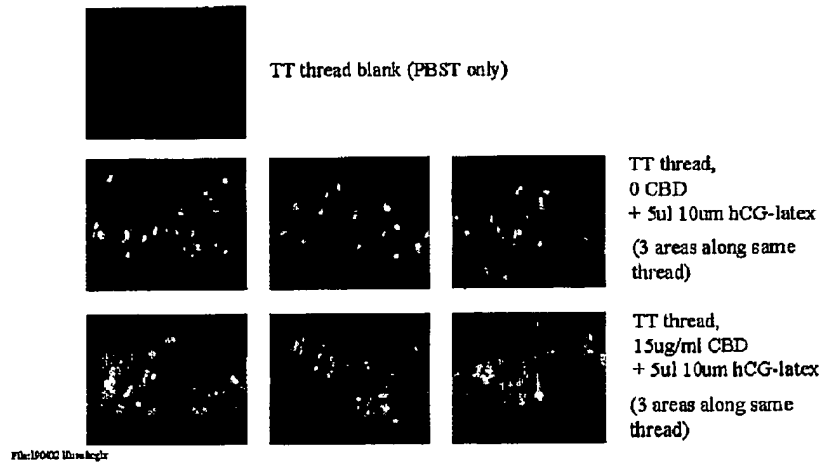 TT thread blank (PBST only)
TT thread,
0 CBD
+ 5ul 10um hCG-latex
(3 areas along same
thread)
TT thread,
15ug/ml CBD
+ 5ul 10um hCG-latex
(3 areas along same
thread)